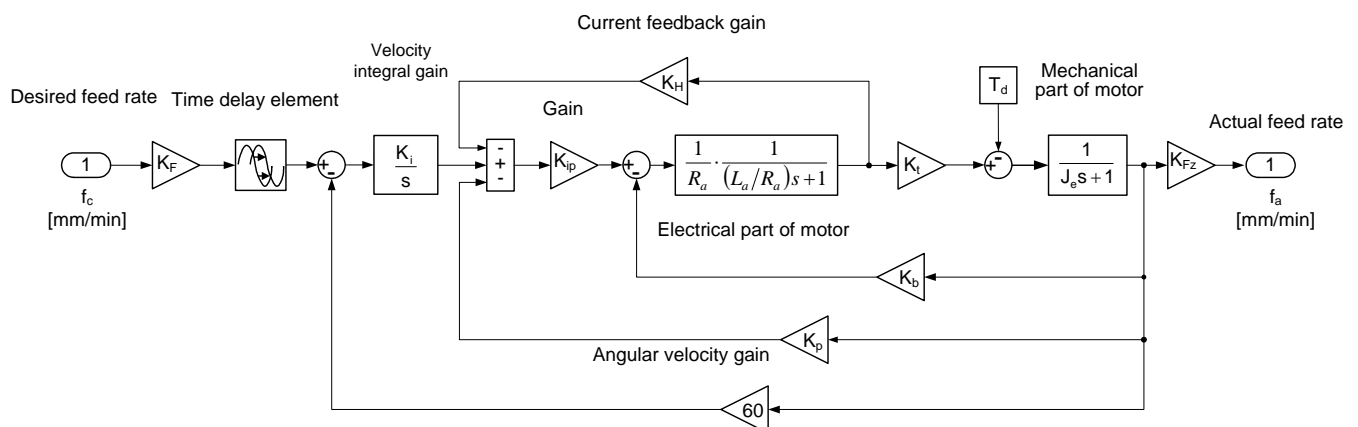 Current feedback gain
Velocity
integral gain
K_H
Mechanical
part of motor
T_d
Desired feed rate
Time delay element
Gain
Actual feed rate
1
K_F
+
-
K_i
s
-
+
-
K_ip
+
-
1
R_a
·
1
(L_a/R_a)s+1
K_t
+
-
1
J_e s+1
K_Fz
1
f_c
[mm/min]
f_a
[mm/min]
Electrical part of motor
K_b
Angular velocity gain
K_p
60